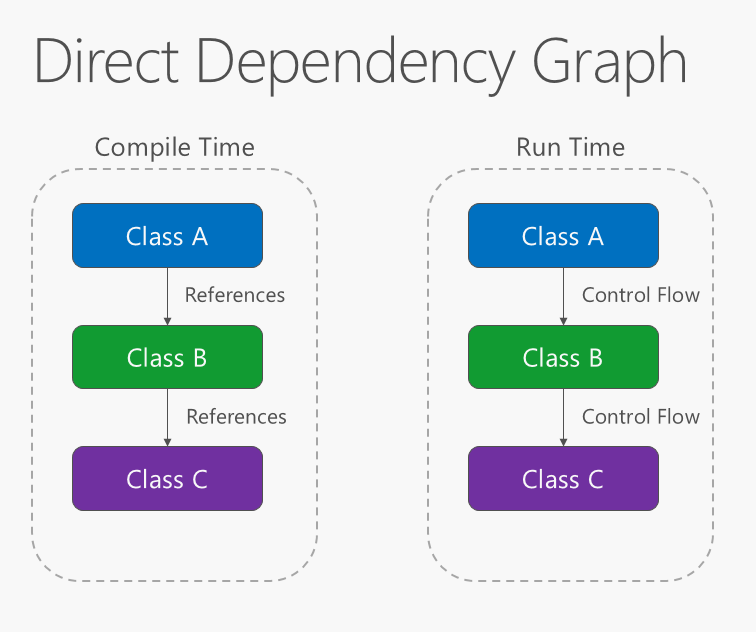 Direct Dependency Graph
Compile Time
Class A
References
Class B
References
Class C
Run Time
Class A
Control Flow
Class B
Control Flow
Class C